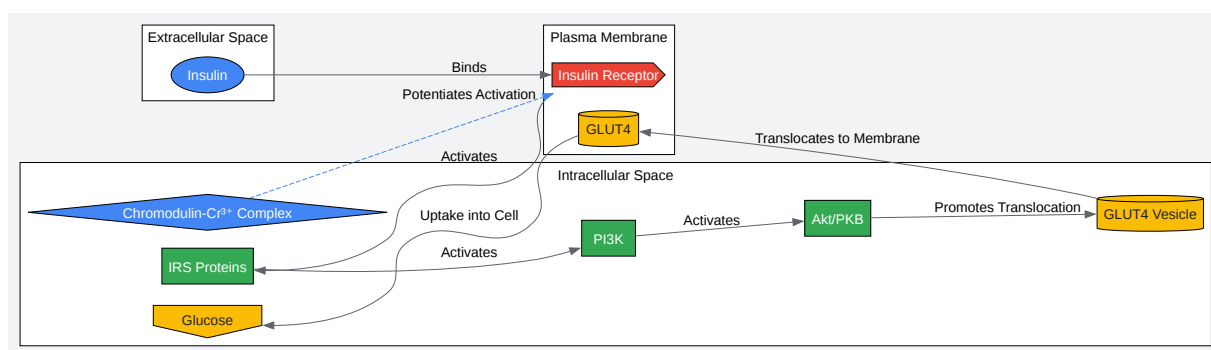 Extracellular Space
Plasma Membrane
Insulin
Binds
Insulin Receptor
Potentiates Activation
GLUT4
Translocates to Membrane
Activates
Intracellular Space
Chromodulin-Cr³⁺ Complex
Uptake into Cell
PI3K
Activates
Akt/PKB
Promotes Translocation
GLUT4 Vesicle
IRS Proteins
Activates
Glucose